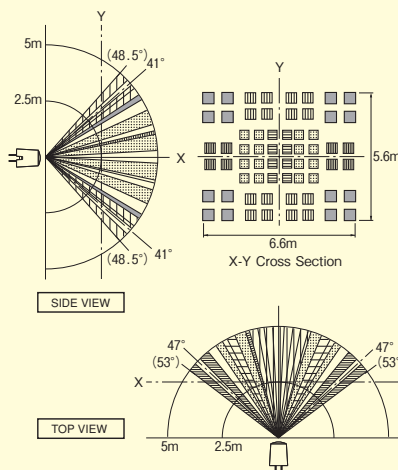 Y
5m
(48.5°)
41°
2.5m
X
41°
(48.5°)
SIDE VIEW
Y
X
5.6m
6.6m
X-Y Cross Section
47°
(53°)
47°
(53°)
X
TOP VIEW
5m
2.5m